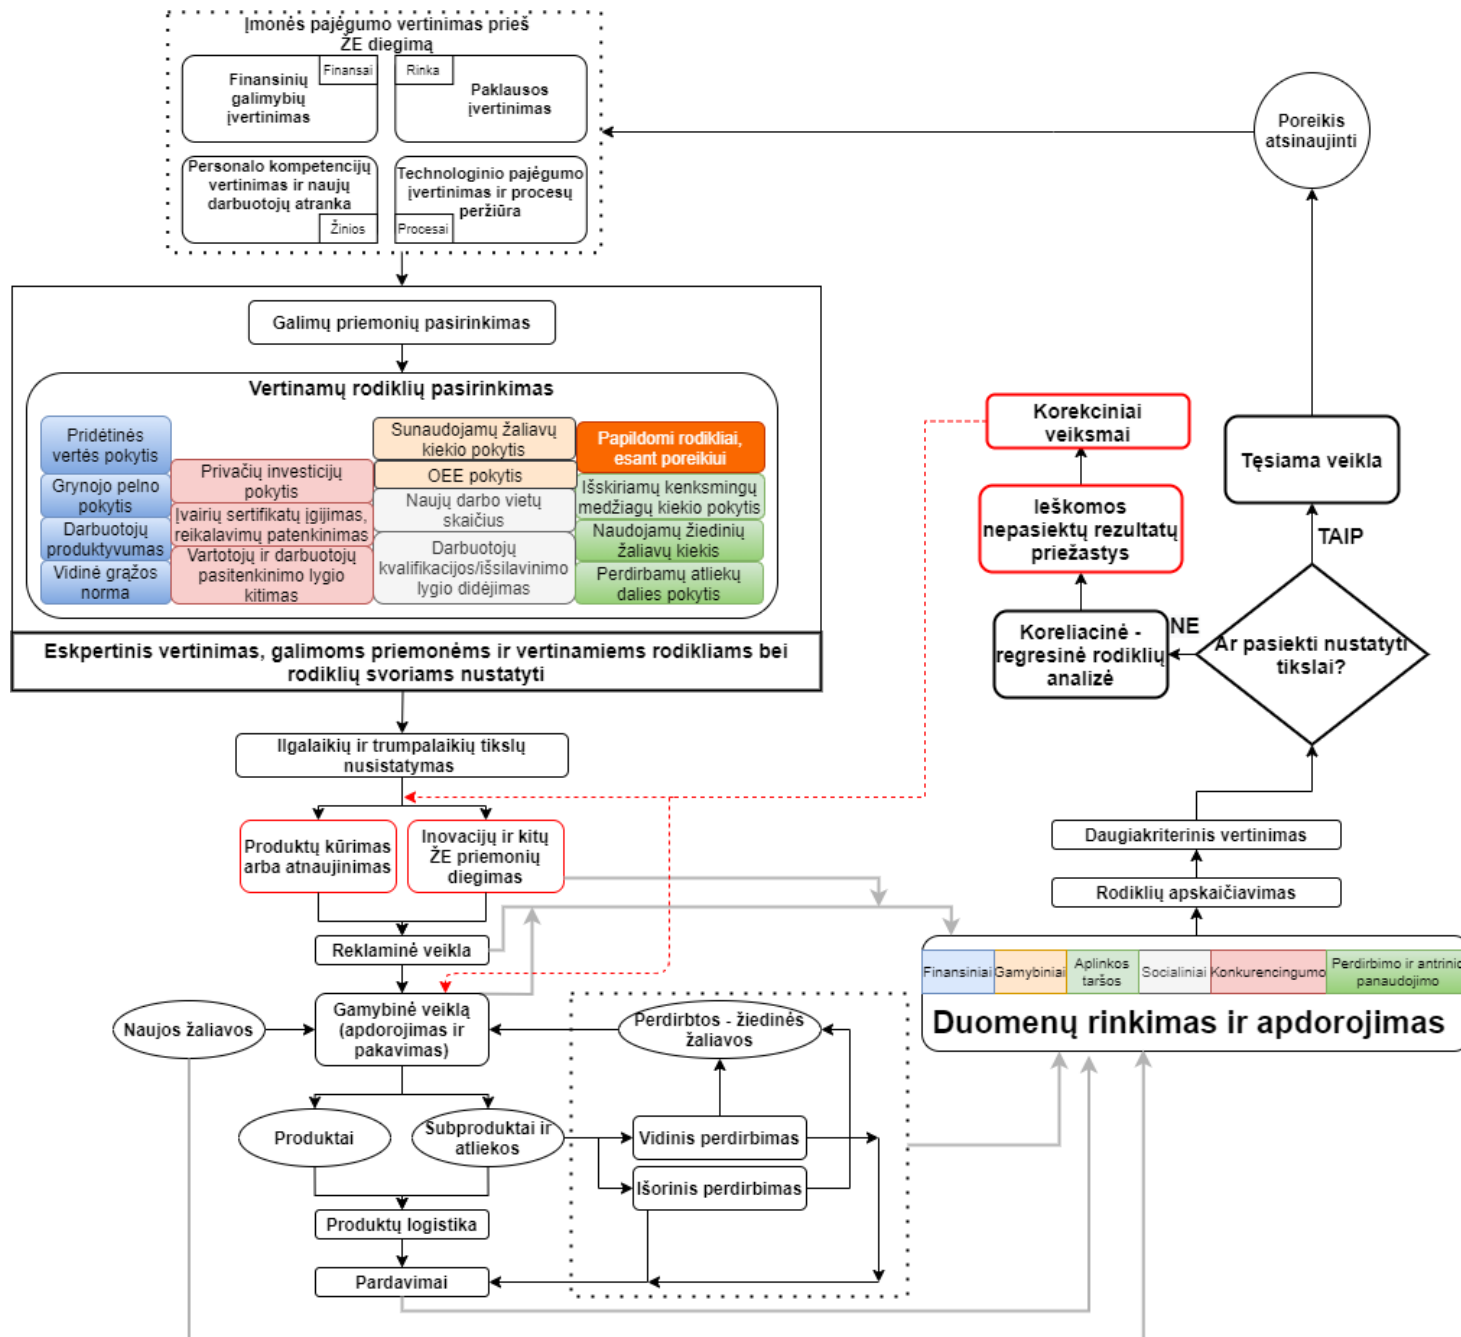 Įmonės pajėgumo vertinimas prieš
ŽE diegimą
Finansai
Finansinių
galimybių
įvertinimas
Rinka
Paklausos
įvertinimas
Personalo kompetencijų
vertinimas ir naujų
darbuotojų atranka
Žinios
Technologinio pajėgumo
įvertinimas ir procesų
peržiūra
Procesai
Poreikis
atsinaujinti
Galimų priemonių pasirinkimas
Vertinamų rodiklių pasirinkimas
Pridėtinės
vertės pokytis
Grynojo pelno
pokytis
Darbuotojų
produktyvumas
Vidinė grąžos
norma
Privačių investicijų
pokytis
Įvairių sertifikatų įgijimas,
reikalavimų patenkinimas
Vartotojų ir darbuotojų
pasitenkinimo lygio
kitimas
Sunaudojamų žaliavų
kiekio pokytis
OEE pokytis
Naujų darbo vietų
skaičius
Darbuotojų
kvalifikacijos/išsilavinimo
lygio didėjimas
Papildomi rodikliai,
esant poreikiui
Išskiriamų kenksmingų
medžiagų kiekio pokytis
Naudojamų žiedinių
žaliavų kiekis
Perdirbamų atliekų
dalies pokytis
Eskpertinis vertinimas, galimoms priemonėms ir vertinamiems rodikliams bei
rodiklių svoriams nustatyti
Korekciniai
veiksmai
Ieškomos
nepasiektų rezultatų
priežastys
Koreliacinė -
regresinė rodiklių
analizė
NE
Tęsiama veikla
TAIP
Ar pasiekti nustatyti
tikslai?
Ilgalaikių ir trumpalaikių tikslų
nusistatymas
Produktų kūrimas
arba atnaujinimas
Inovacijų ir kitų
ŽE priemonių
diegimas
Reklaminė veikla
Daugiakriterinis vertinimas
Rodiklių apskaičiavimas
Finansiniai
Gamybiniai
Aplinkos
taršos
Socialiniai
Konkurencingumo
Perdirbimo ir antrinio
panaudojimo
Duomenų rinkimas ir apdorojimas
Naujos žaliavos
Gamybinė veiklą
(apdorojimas ir
pakavimas)
Perdirbtos - žiedinės
žaliavos
Produktai
Subproduktai ir
atliekos
Vidinis perdirbimas
Išorinis perdirbimas
Produktų logistika
Pardavimai